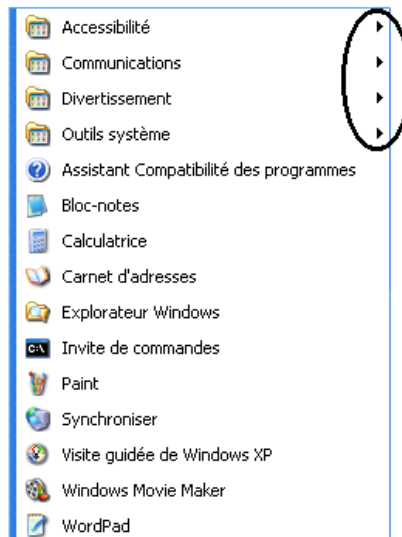 Accessibilité
Communications
Divertissement
Outils système
Assistant Compatibilité des programmes
Bloc-notes
Calculatrice
Carnet d'adresses
Explorateur Windows
C:\
Invite de commandes
Paint
Synchroniser
Visite guidée de Windows XP
Windows Movie Maker
WordPad